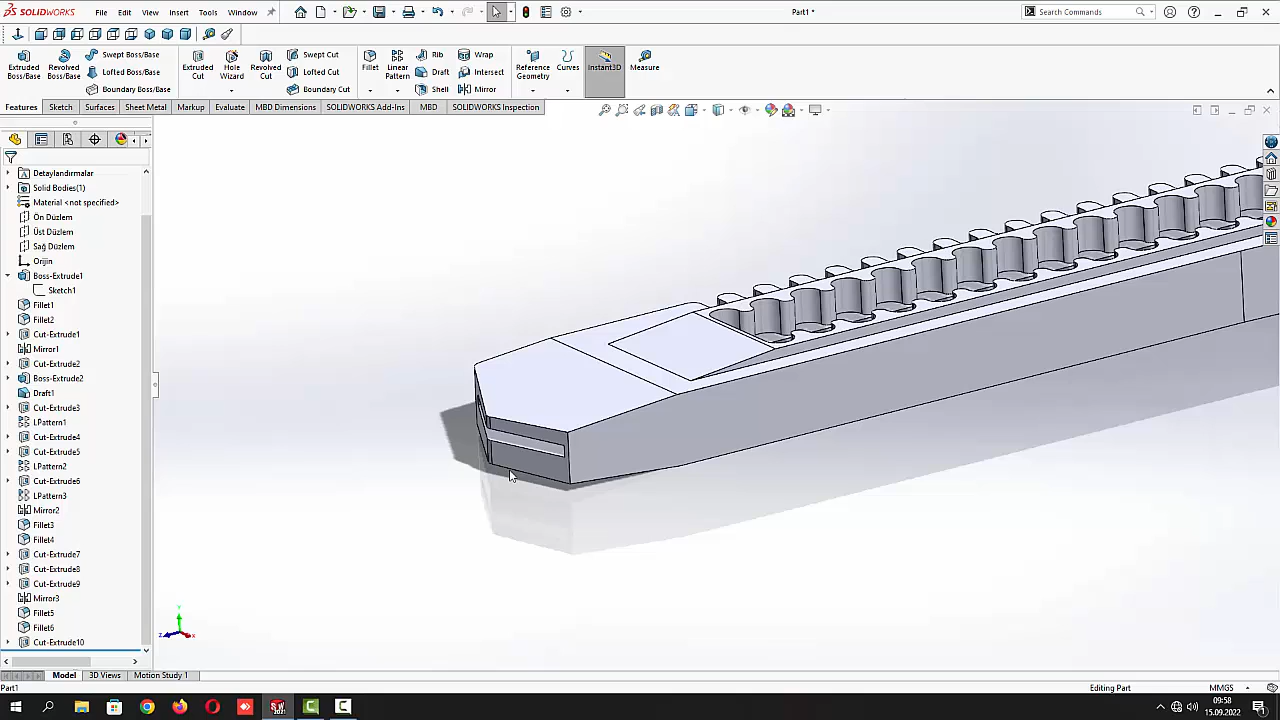 SOLIDWORKS File Edit View Insert Tools Window Part1 * Search Commands
Extruded Boss/Base
Revolved Boss/Base
Swept Boss/Base
Lofted Boss/Base
Boundary Boss/Base
Extruded Cut
Hole Wizard
Revolved Cut
Swept Cut
Lofted Cut
Boundary Cut
Fillet
Linear Pattern
Rib
Draft
Shell
Wrap
Intersect
Mirror
Reference Geometry
Curves
Instant3D
Measure
Features Sketch Surfaces Sheet Metal Markup Evaluate MBD Dimensions SOLIDWORKS Add-Ins MBD SOLIDWORKS Inspection
Detaylandırmalar
Solid Bodies(1)
Material <not specified>
Ön Düzlem
Üst Düzlem
Sağ Düzlem
Orijin
Boss-Extrude1
Sketch1
Fillet1
Fillet2
Cut-Extrude1
Mirror1
Cut-Extrude2
Boss-Extrude2
Draft1
Cut-Extrude3
LPattern1
Cut-Extrude4
Cut-Extrude5
LPattern2
Cut-Extrude6
LPattern3
Mirror2
Fillet3
Fillet4
Cut-Extrude7
Cut-Extrude8
Cut-Extrude9
Mirror3
Fillet5
Fillet6
Cut-Extrude10
Y
Z
X
Model 3D Views Motion Study 1
Part1 Editing Part MMGS
09:58
15.09.2022